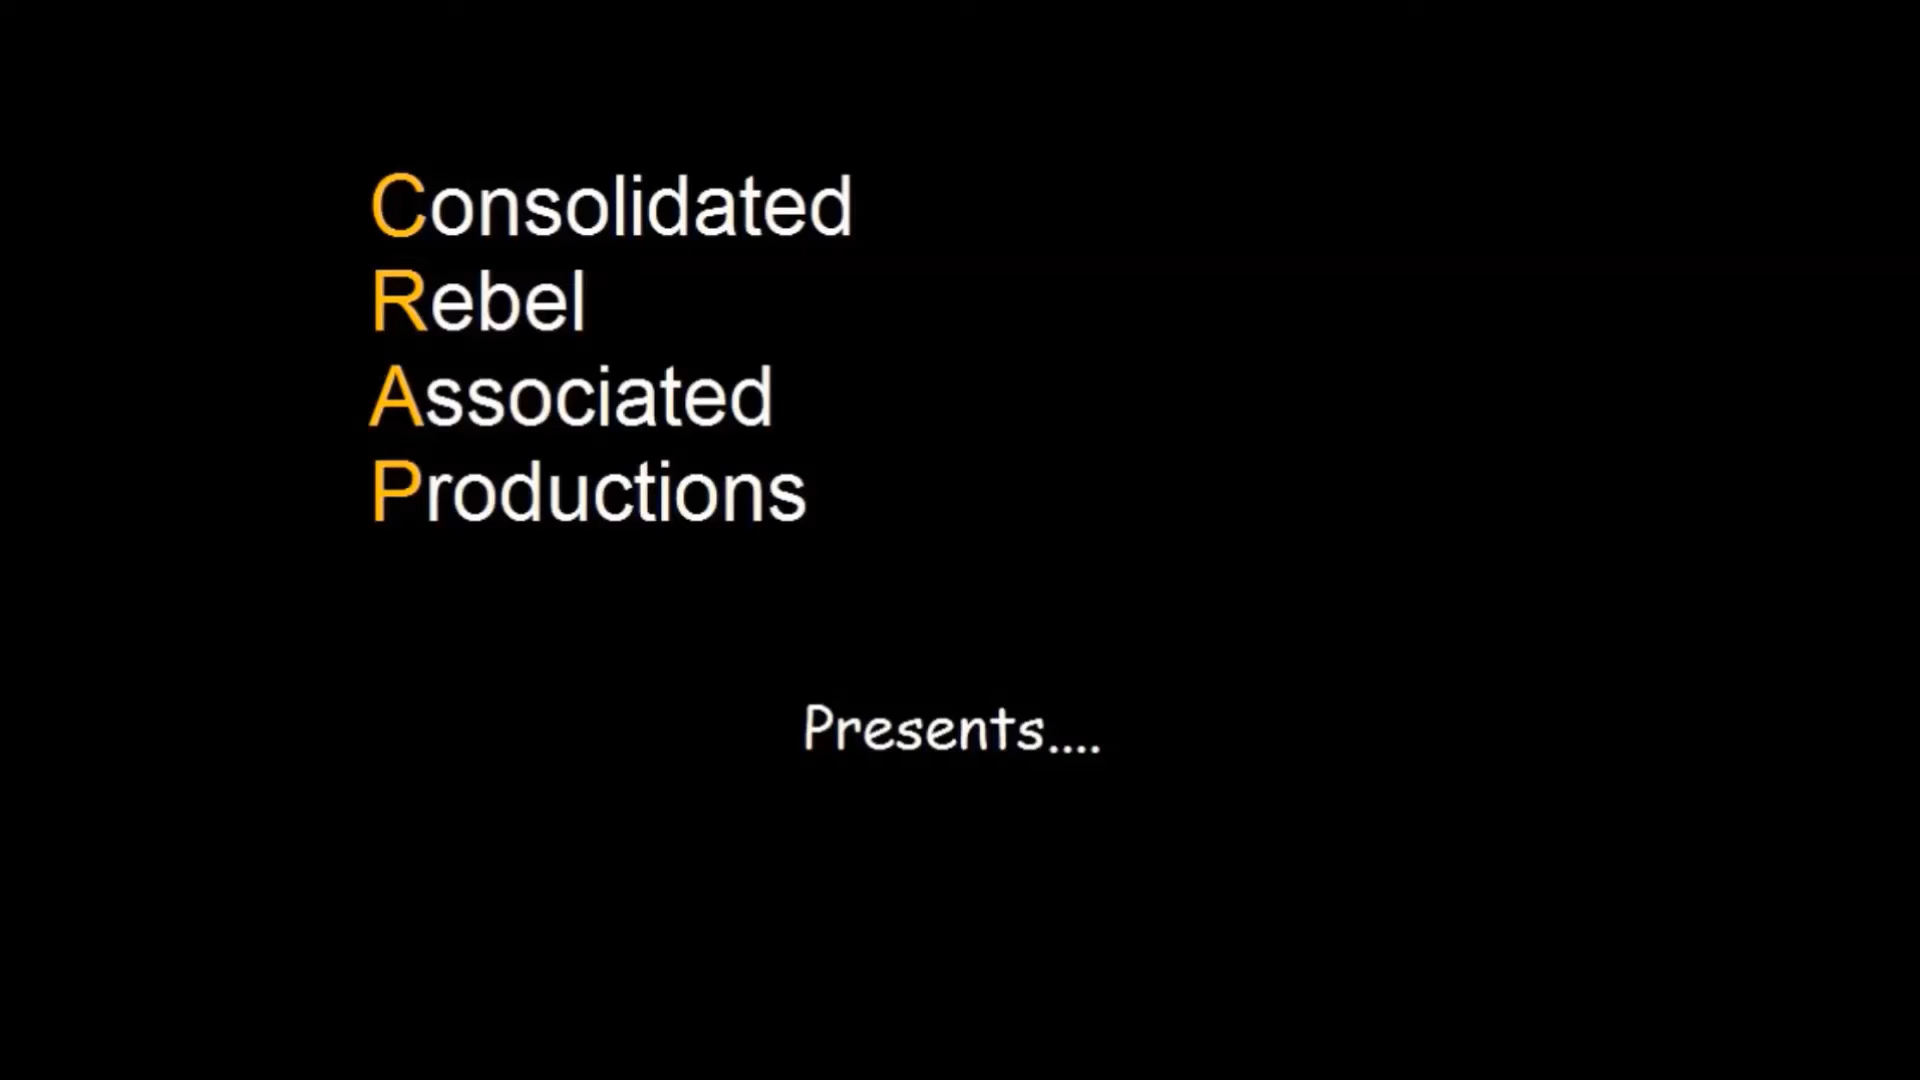 Consolidated
Rebel
Associated
Productions
Presents....